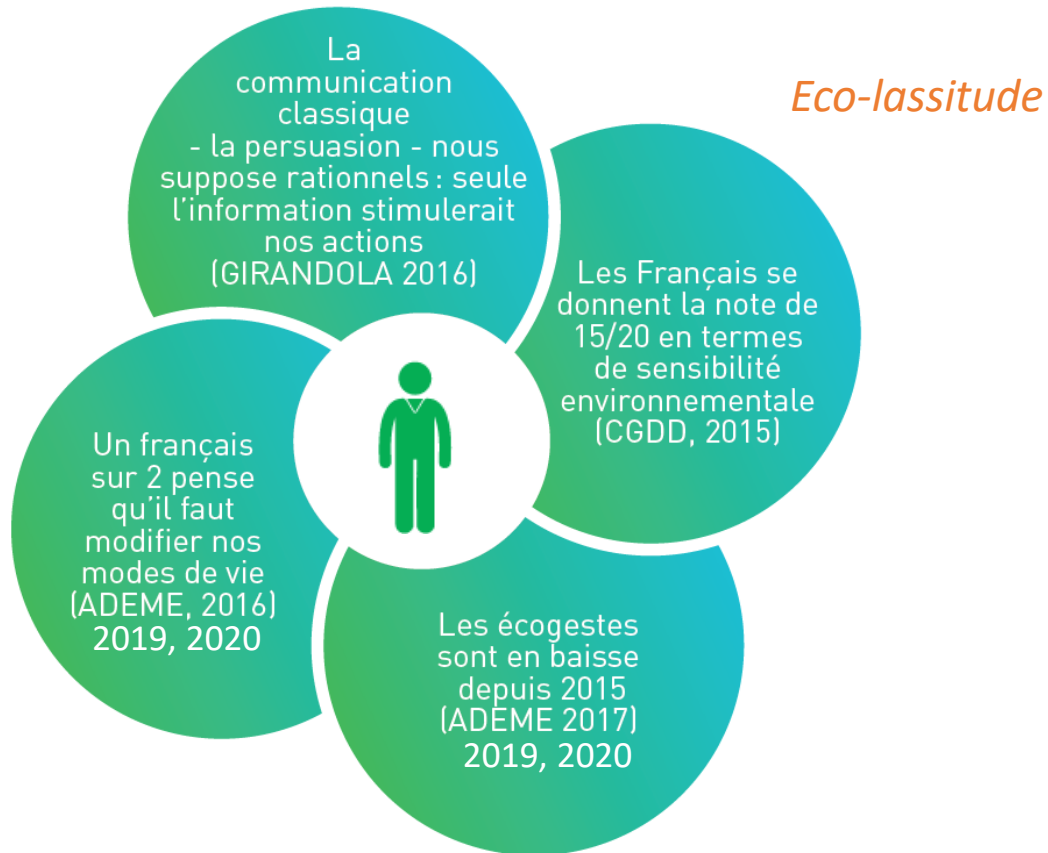 Eco-lassitude
La
communication
classique
- la persuasion - nous
suppose rationnels : seule
l'information stimulerait
nos actions
(GIRANDOLA 2016)
Les Français se
donnent la note de
15/20 en termes
de sensibilité
environnementale
(CGDD, 2015)
Les écogestes
sont en baisse
depuis 2015
(ADEME 2017)
2019, 2020
Un français
sur 2 pense
qu'il faut
modifier nos
modes de vie
(ADEME, 2016)
2019, 2020